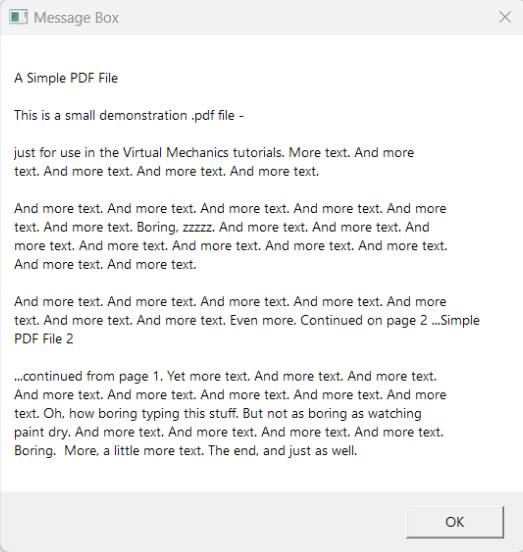 Message Box
A Simple PDF File
This is a small demonstration .pdf file -
just for use in the Virtual Mechanics tutorials. More text. And more
text. And more text. And more text. And more text.
And more text. And more text. And more text. And more text. And more
text. And more text. Boring, zzzzz. And more text. And more text. And
more text. And more text. And more text. And more text. And more text.
And more text. And more text.
And more text. And more text. And more text. And more text. And more
text. And more text. And more text. Even more. Continued on page 2 ...Simple
PDF File 2
...continued from page 1. Yet more text. And more text. And more text.
And more text. And more text. And more text. And more text. And more
text. Oh, how boring typing this stuff. But not as boring as watching
paint dry. And more text. And more text. And more text. And more text.
Boring.  More, a little more text. The end, and just as well.
OK